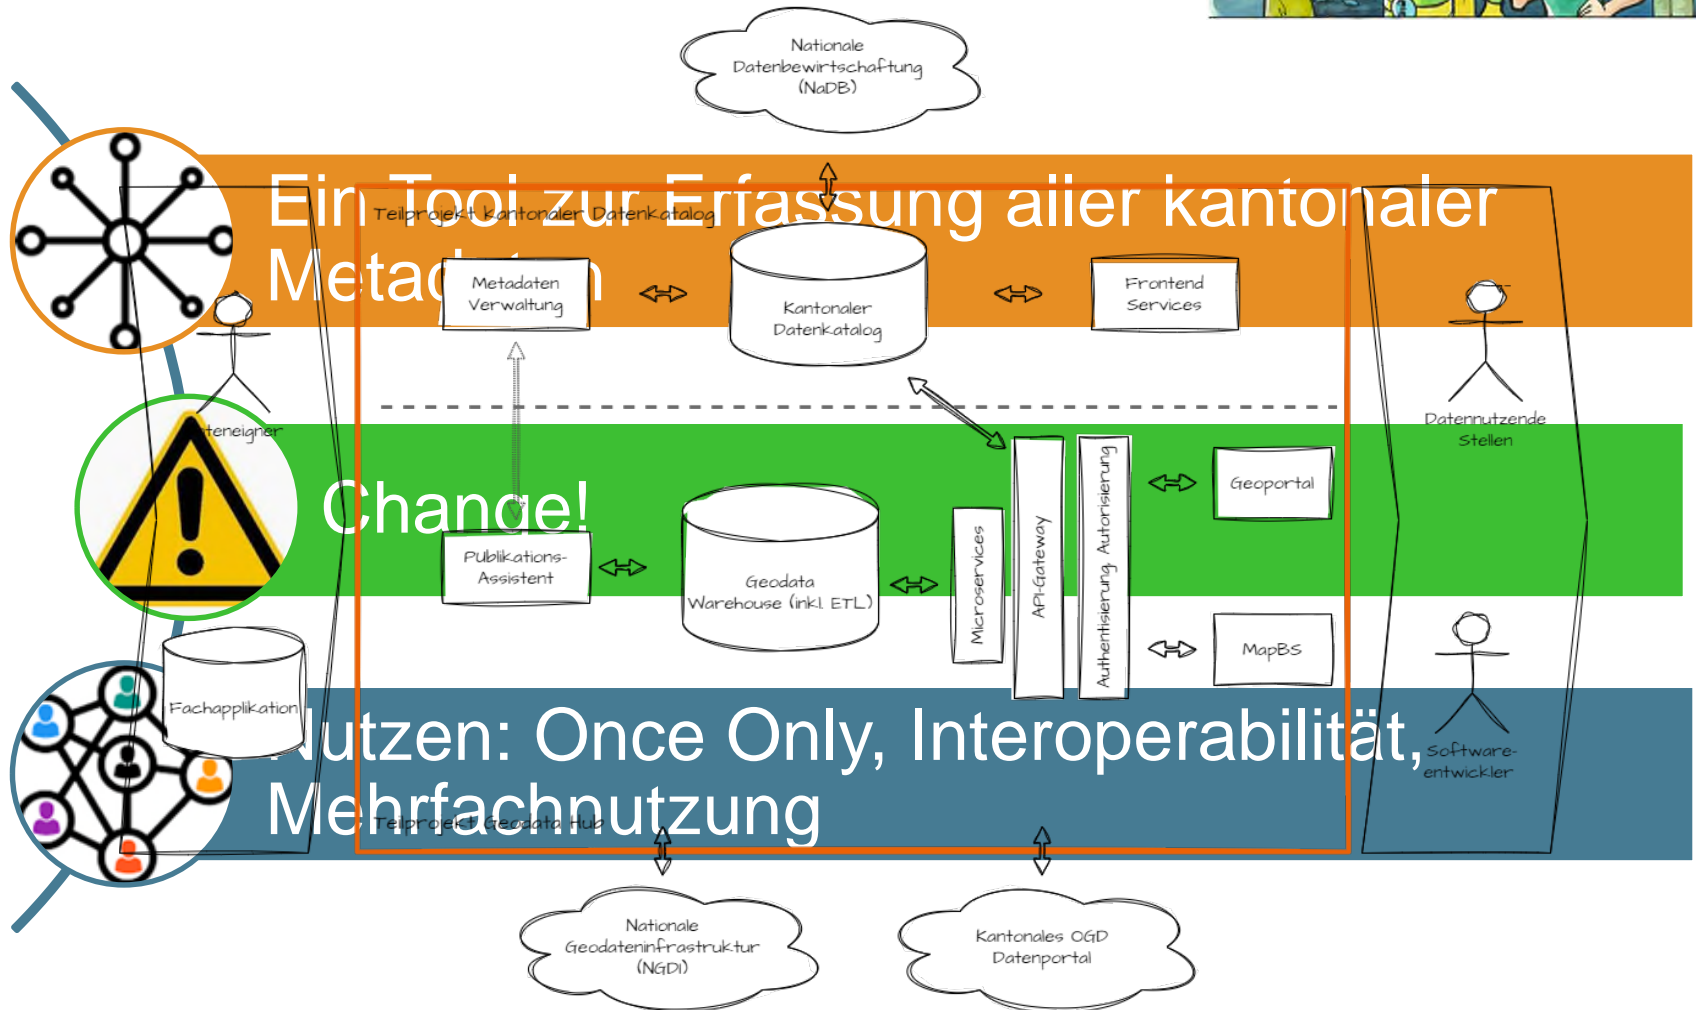 Nationale
Datenbewirtschaftung
(NaDB)
Ein Tool zur Erfassung aller kantonaler
Metadaten
Teilprojekt kantonaler Datenkatalog
Metadaten
Verwaltung
Kantonaler
Datenkatalog
Frontend
Services
Datennutzende
Stellen
Change!
Publikations-
Assistent
Geodata
Warehouse (inkl. ETL)
Microservices
API-Gateway
Authentisierung, Autorisierung
Geoportal
MapBS
Fachapplikation
Nutzen: Once Only, Interoperabilität,
Mehrfachnutzung
Software-
entwickler
Teilprojekt Geodata Hub
Nationale
Geodateninfrastruktur
(NGDI)
Kantonales OGD
Datenportal